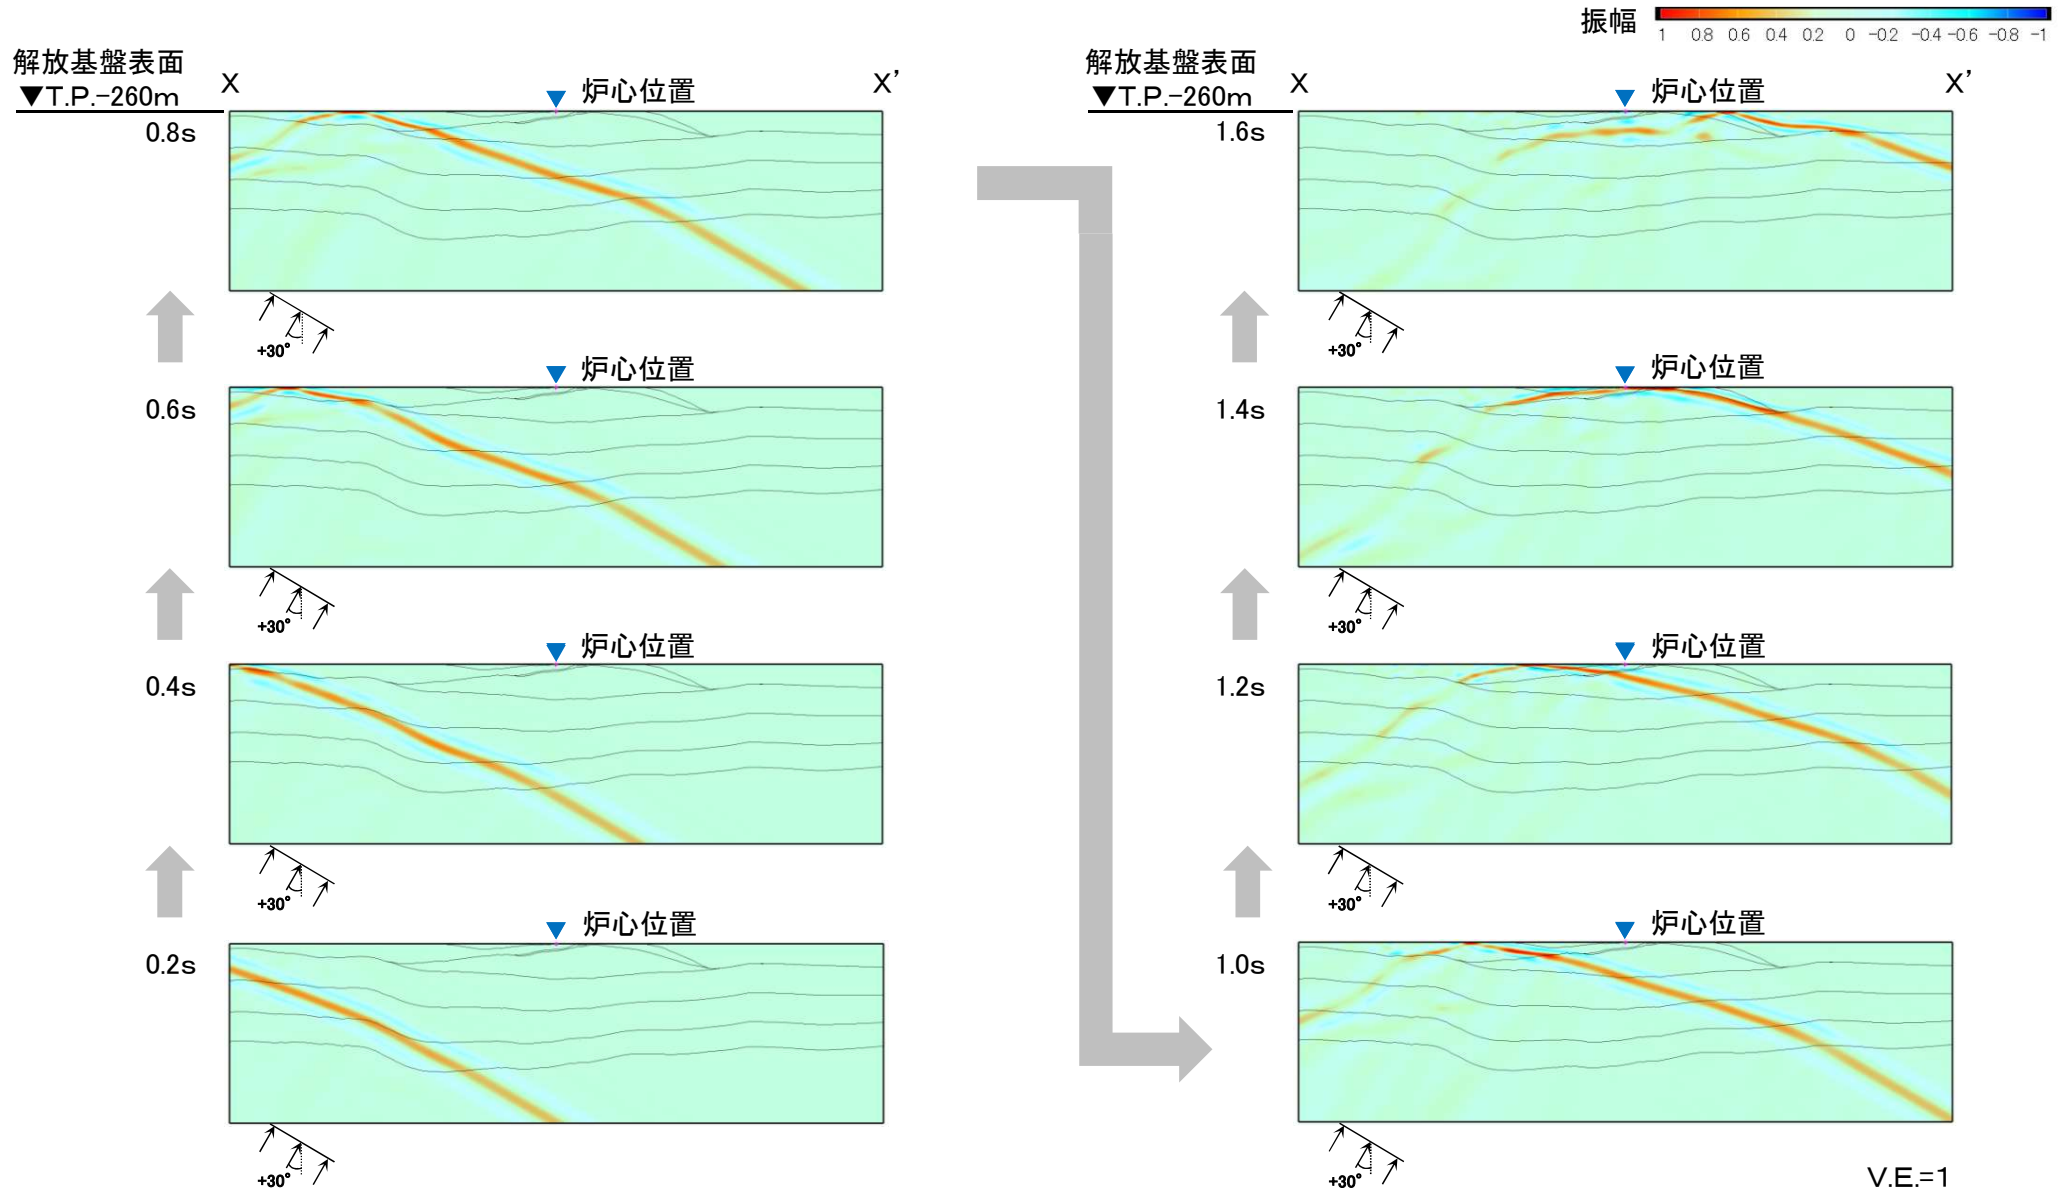 振幅
1 0.8 0.6 0.4 0.2 0 -0.2 -0.4 -0.6 -0.8 -1
解放基盤表面
▼T.P.-260m
X
炉心位置
X’
0.8s
+30°
炉心位置
0.6s
+30°
炉心位置
0.4s
+30°
炉心位置
0.2s
+30°
解放基盤表面
▼T.P.-260m
X
炉心位置
X’
1.6s
+30°
炉心位置
1.4s
+30°
炉心位置
1.2s
+30°
炉心位置
1.0s
+30°
V.E.=1